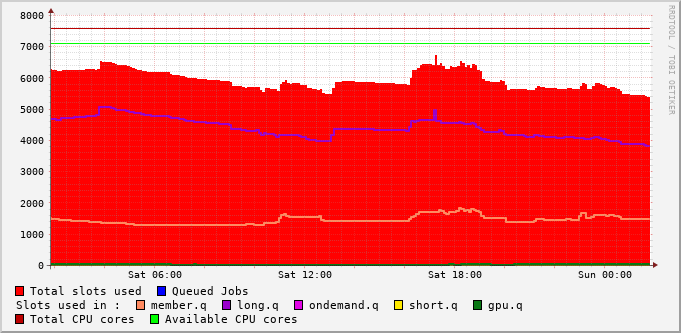 RRDTOOL / TOBI OETIKER
8000
7000
6000
5000
4000
3000
2000
1000
0
Sat 06:00 Sat 12:00 Sat 18:00 Sun 00:00
Total slots used Queued Jobs
Slots used in : member.q long.q ondemand.q short.q gpu.q
Total CPU cores Available CPU cores